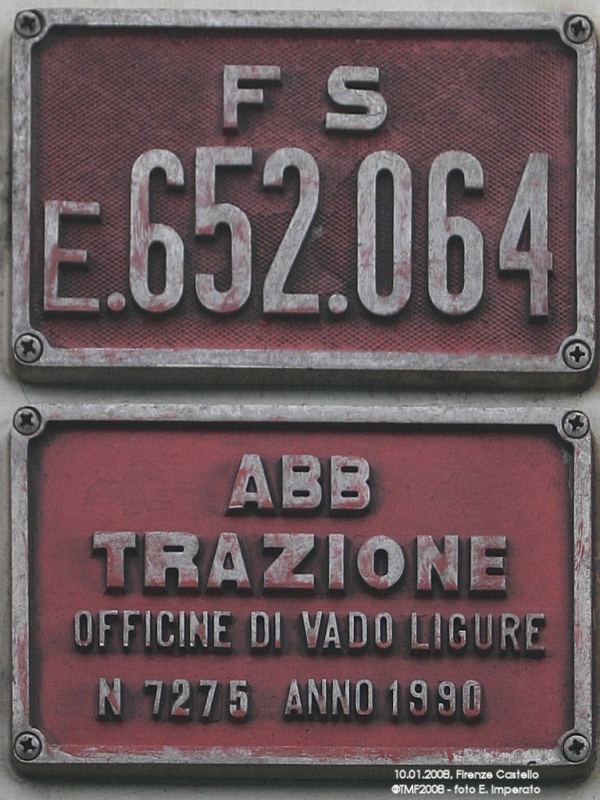 F S
E.652.064
ABB
TRAZIONE
OFFICINE DI VADO LIGURE
N 7275 ANNO 1990
10.01.2008, Firenze Castello
©TMF2008 - foto E. Imperato